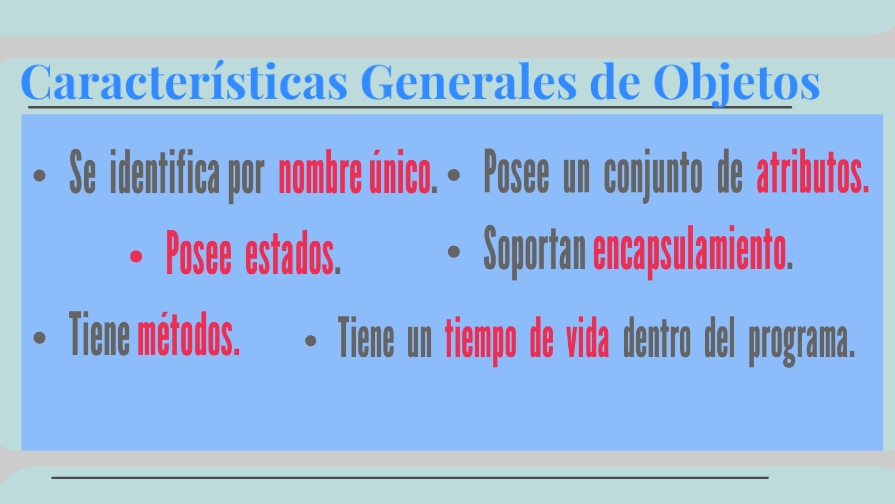 Características Generales de Objetos
• Se identifica por nombre único.
• Posee un conjunto de atributos.
• Posee estados.
• Soportan encapsulamiento.
• Tiene métodos.
• Tiene un tiempo de vida dentro del programa.